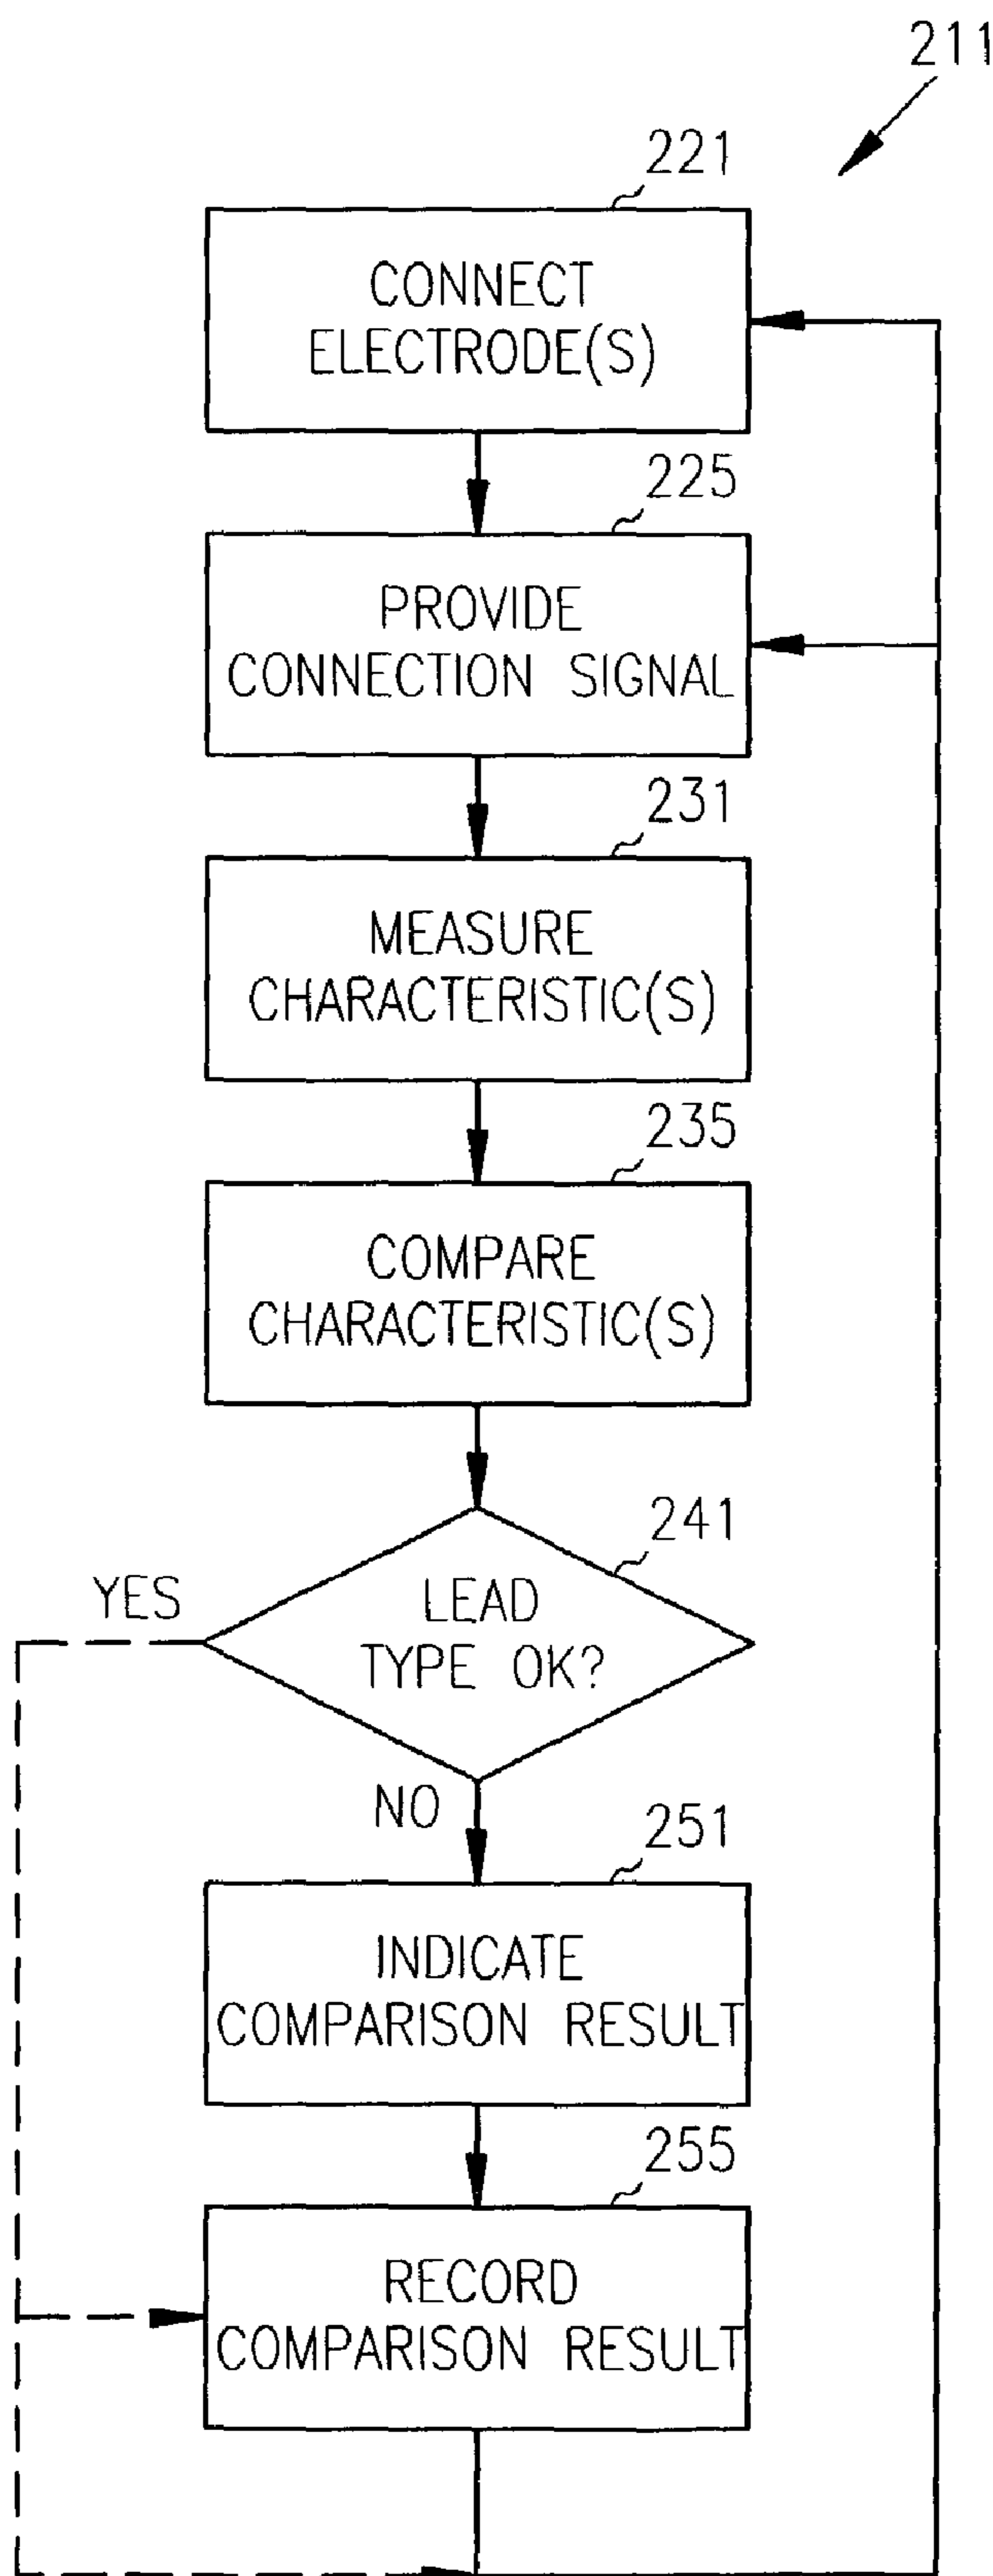 211
221
CONNECT
ELECTRODE(S)
225
PROVIDE
CONNECTION SIGNAL
231
MEASURE
CHARACTERISTIC(S)
235
COMPARE
CHARACTERISTIC(S)
241
YES
LEAD
TYPE OK?
NO
251
INDICATE
COMPARISON RESULT
255
RECORD
COMPARISON RESULT